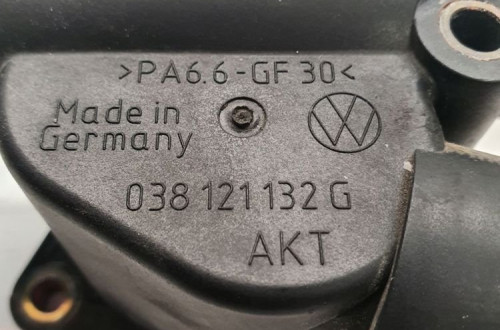 >PA6.6-GF30<
Made in
Germany
038 121 132 G
AKT